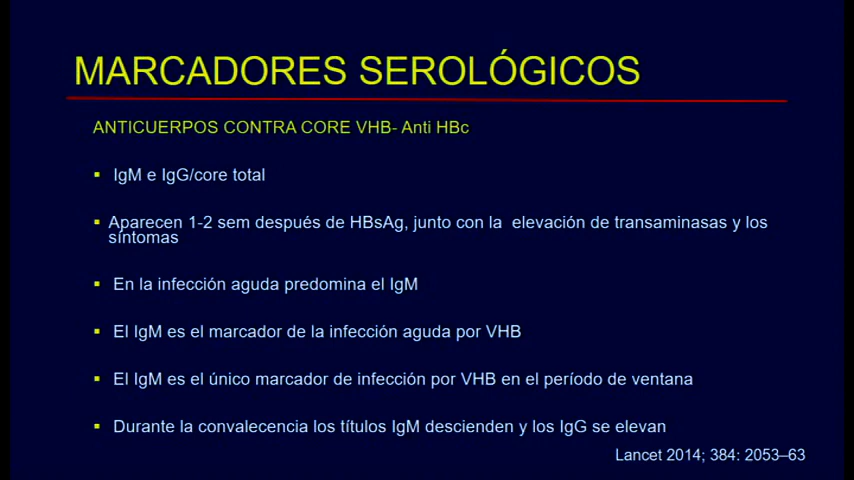 MARCADORES SEROLÓGICOS
ANTICUERPOS CONTRA CORE VHB- Anti HBc
▪ IgM e IgG/core total
▪ Aparecen 1-2 sem después de HBsAg, junto con la elevación de transaminasas y los
síntomas
▪ En la infección aguda predomina el IgM
▪ El IgM es el marcador de la infección aguda por VHB
▪ El IgM es el único marcador de infección por VHB en el período de ventana
▪ Durante la convalecencia los títulos IgM descienden y los IgG se elevan
Lancet 2014; 384: 2053–63